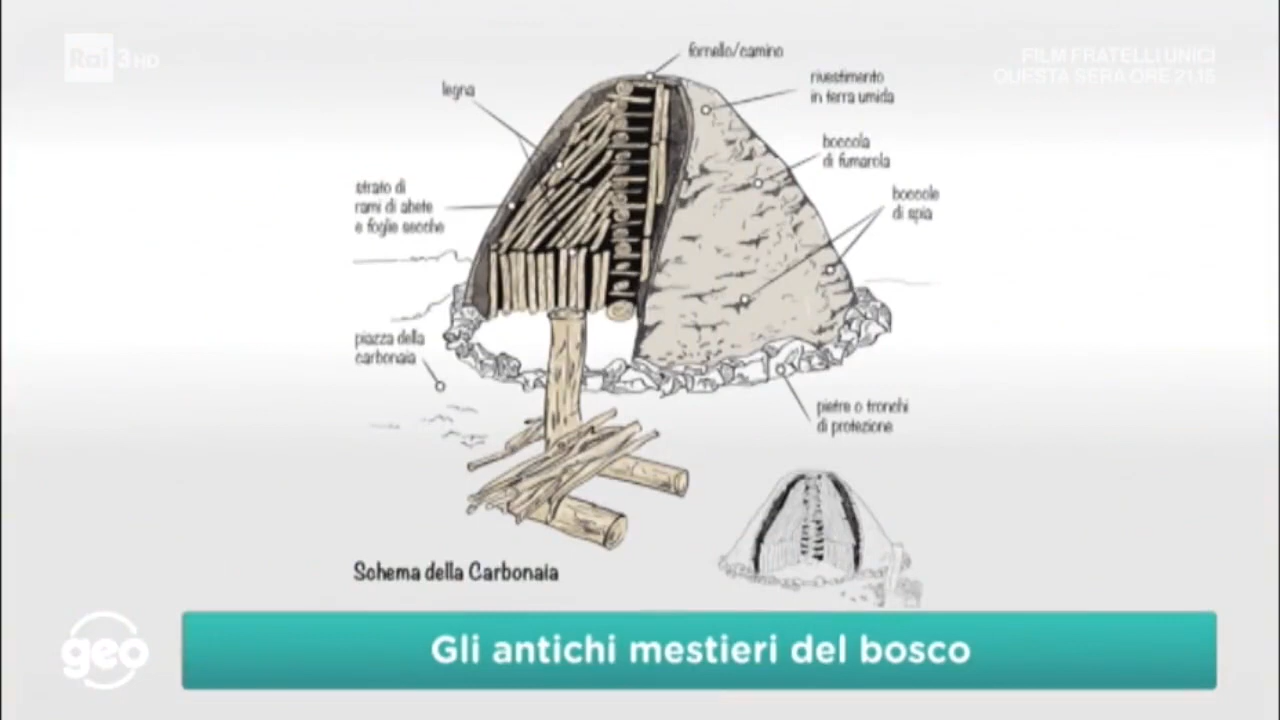 Rai 3HD
FILM FRATELLI UNICI
QUESTA SERA ORE 21.15
fornello/camino
legna
rivestimento
in terra umida
boccola
di fumarola
strato di
rami di abete
e foglie secche
boccole
di spia
piazza della
carbonaia
pietre o tronchi
di protezione
Schema della Carbonaia
geo
Gli antichi mestieri del bosco